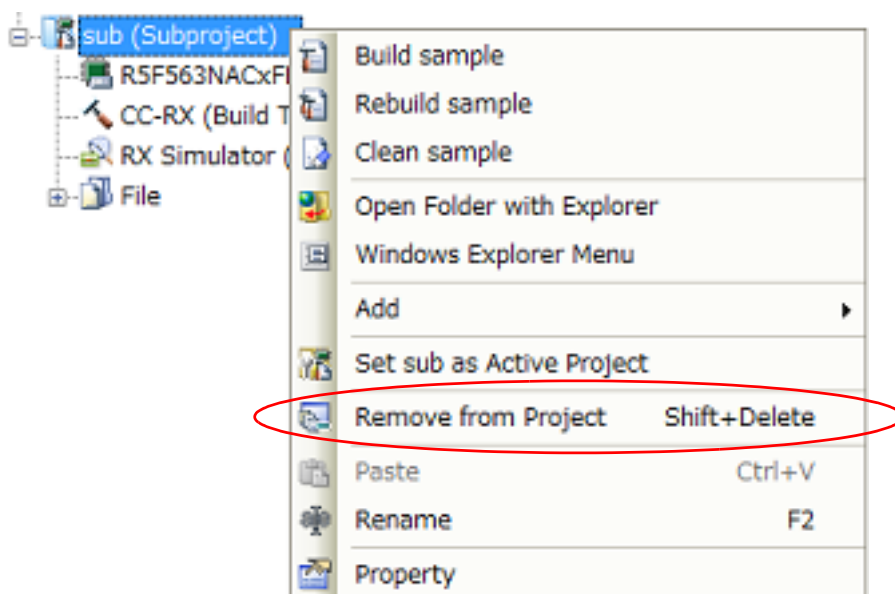 sub (Subproject)
R5F563NACxF
CC-RX (Build T
RX Simulator (
File
Build sample
Rebuild sample
Clean sample
Open Folder with Explorer
Windows Explorer Menu
Add
Set sub as Active Project
Remove from Project Shift+Delete
Paste Ctrl+V
Rename F2
Property